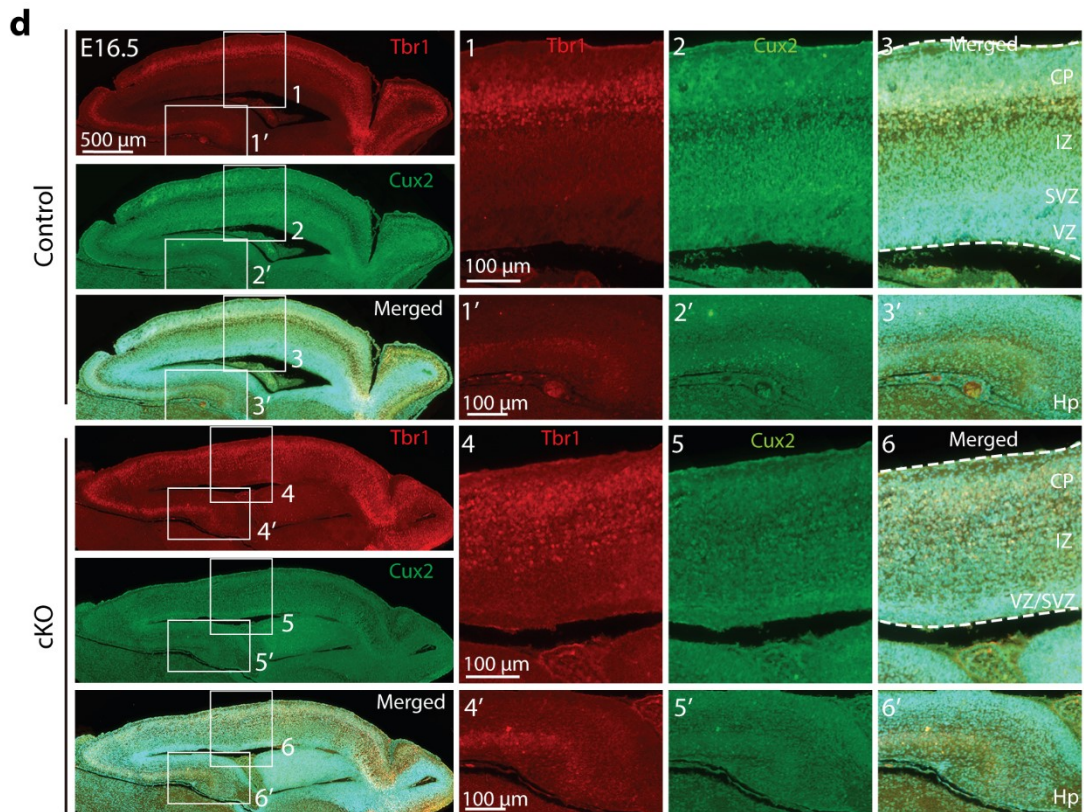 d
Control
E16.5 Tbr1
1
1'
500 µm
Cux2
2
2'
Merged
3
3'
1 Tbr1
100 µm
2 Cux2
3 Merged
CP
IZ
SVZ
VZ
1'
100 µm
2'
3'
Hp
cKO
Tbr1
4
4'
Cux2
5
5'
Merged
6
6'
4 Tbr1
100 µm
5 Cux2
6 Merged
CP
IZ
VZ/SVZ
4'
100 µm
5'
6'
Hp